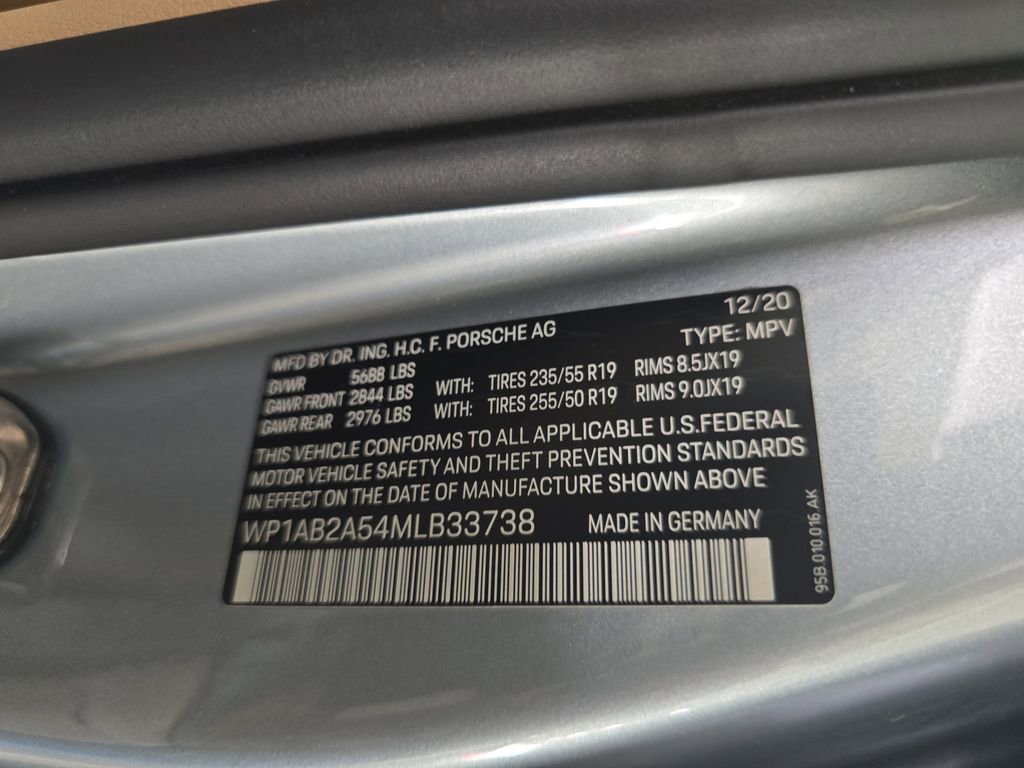 12/20
MFD BY DR. ING. H.C. F. PORSCHE AG TYPE: MPV
GVWR 5688 LBS
GAWR FRONT 2844 LBS WITH: TIRES 235/55 R19 RIMS 8.5JX19
GAWR REAR 2976 LBS WITH: TIRES 255/50 R19 RIMS 9.0JX19
THIS VEHICLE CONFORMS TO ALL APPLICABLE U.S.FEDERAL
MOTOR VEHICLE SAFETY AND THEFT PREVENTION STANDARDS
IN EFFECT ON THE DATE OF MANUFACTURE SHOWN ABOVE
WP1AB2A54MLB33738 MADE IN GERMANY
95B.010.016.AK